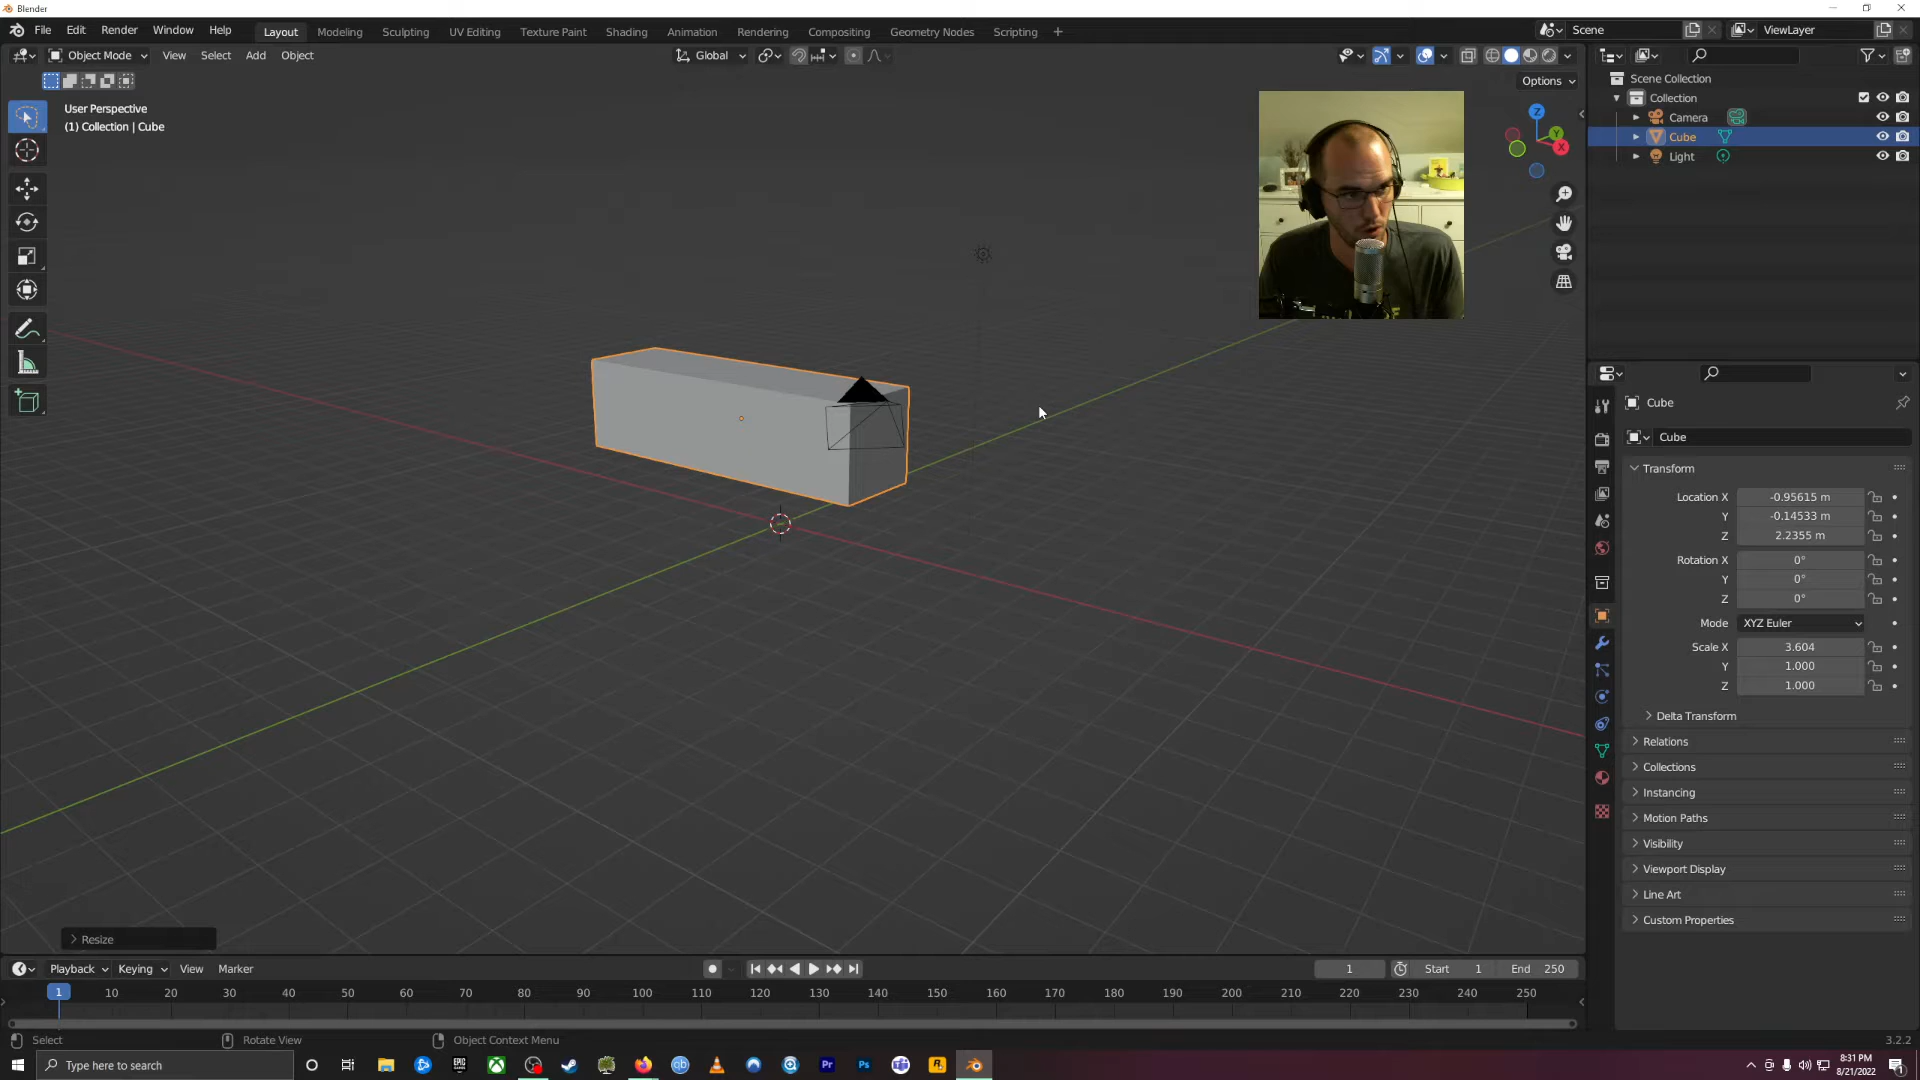 Blender
File Edit Render Window Help Layout Modeling Sculpting UV Editing Texture Paint Shading Animation Rendering Compositing Geometry Nodes Scripting + Scene ViewLayer
Object Mode View Select Add Object Global
Options
User Perspective
(1) Collection | Cube
Z
Y
X
Scene Collection
Collection
Camera
Cube
Light
Cube
Cube
Transform
Location X -0.95615 m
Y -0.14533 m
Z 2.2355 m
Rotation X 0°
Y 0°
Z 0°
Mode XYZ Euler
Scale X 3.604
Y 1.000
Z 1.000
Delta Transform
Relations
Collections
Instancing
Motion Paths
Visibility
Viewport Display
Line Art
Custom Properties
Resize
Playback Keying View Marker 1 Start 1 End 250
1 10 20 30 40 50 60 70 80 90 100 110 120 130 140 150 160 170 180 190 200 210 220 230 240 250
Select Rotate View Object Context Menu 3.2.2
Type here to search
EPIC
qb
Pr
Ps
8:31 PM
8/21/2022
1